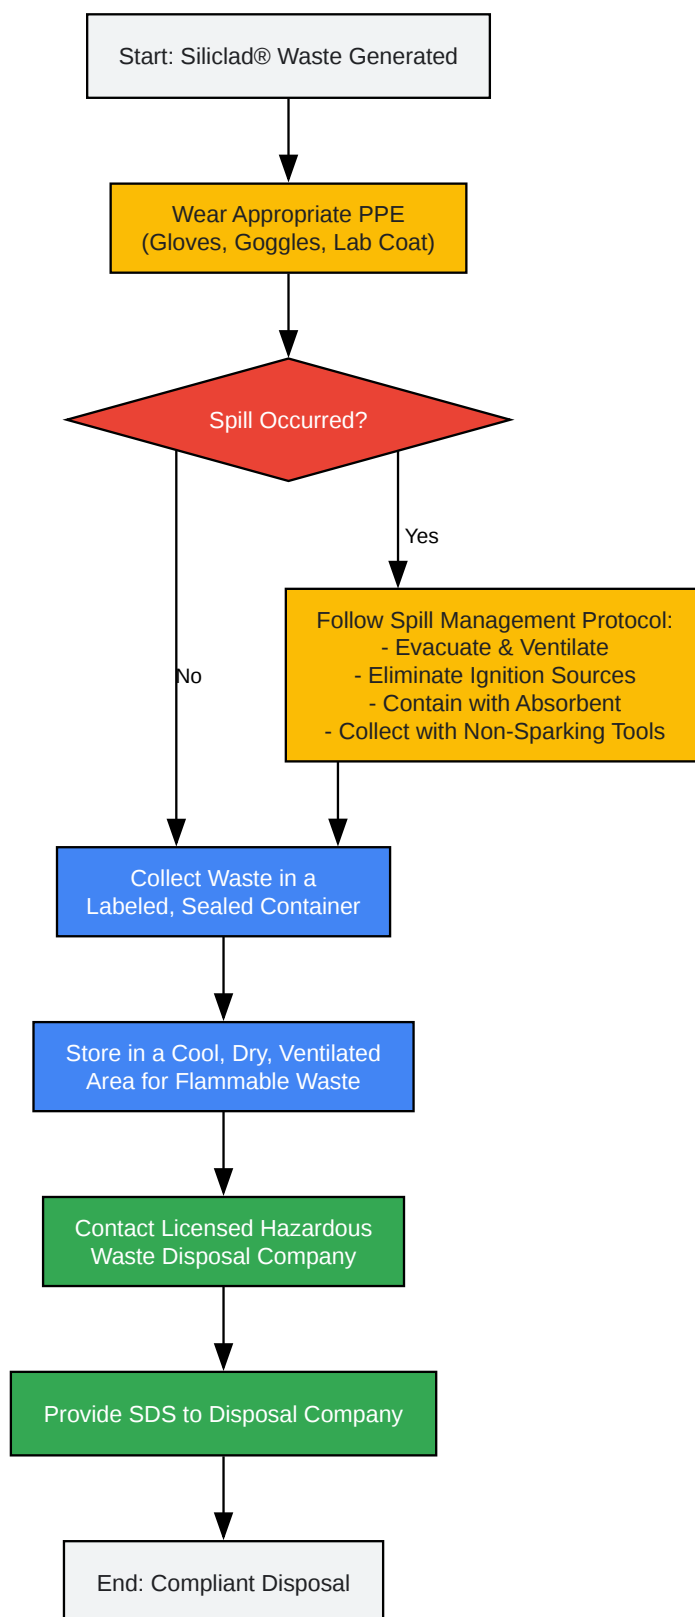 Start: Siliclad® Waste Generated
Wear Appropriate PPE
(Gloves, Goggles, Lab Coat)
Spill Occurred?
Yes
Follow Spill Management Protocol:
- Evacuate & Ventilate
- Eliminate Ignition Sources
- Contain with Absorbent
- Collect with Non-Sparking Tools
No
Collect Waste in a
Labeled, Sealed Container
Store in a Cool, Dry, Ventilated
Area for Flammable Waste
Contact Licensed Hazardous
Waste Disposal Company
Provide SDS to Disposal Company
End: Compliant Disposal